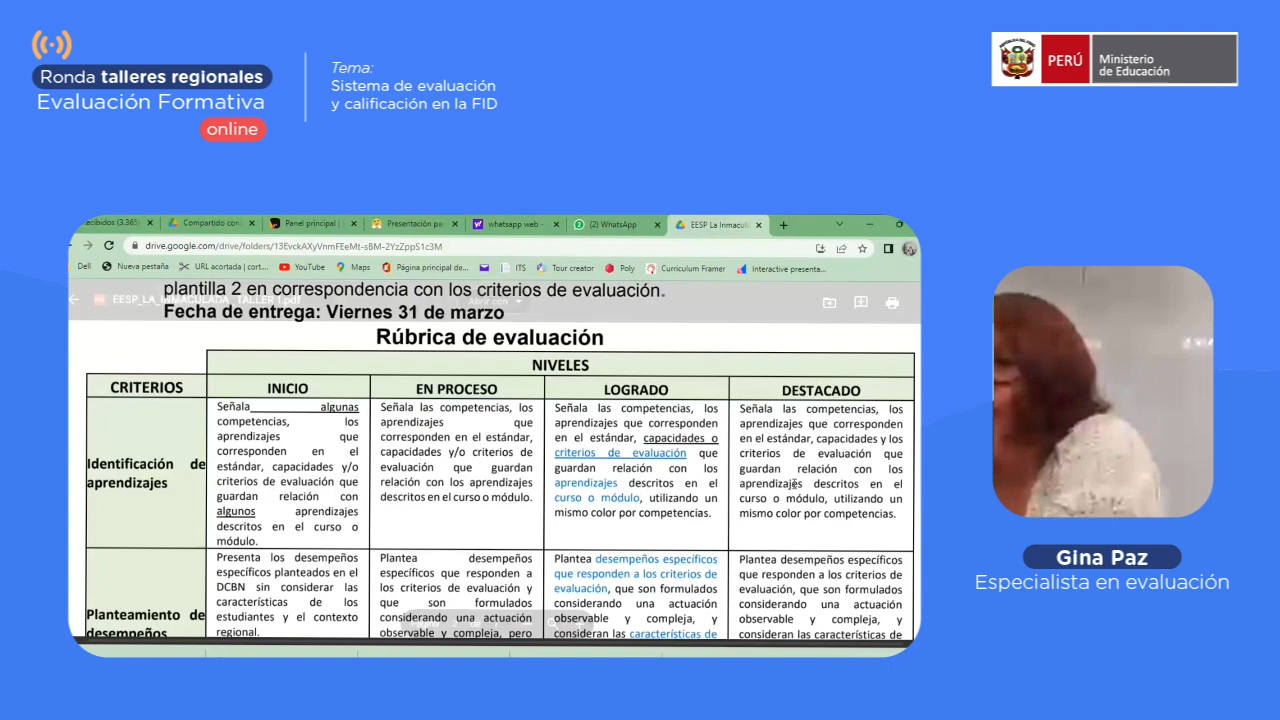 Ronda talleres regionales
Evaluación Formativa
online
Tema:
Sistema de evaluación
y calificación en la FID
PERÚ
Ministerio
de Educación
ecibidos (3.365)
Compartido con
Panel principal
Presentación pa
whatsapp web -
(2) WhatsApp
EESP La Inmacul
drive.google.com/drive/folders/13EvckAXyVnmFEeMt-sBM-2YzZppS1c3M
Dell
Nueva pestaña
URL acortada | cort...
YouTube
Maps
Página principal de...
ITS
Tour creator
Poly
Curriculum Framer
Interactive presenta...
plantilla 2 en correspondencia con los criterios de evaluación.
EESP_LA_INMACULADA_TALLER 1.pdf
Abrir con
Fecha de entrega: Viernes 31 de marzo
Rúbrica de evaluación
NIVELES
CRITERIOS
INICIO
EN PROCESO
LOGRADO
DESTACADO
Identificación de
aprendizajes
Señala algunas
competencias, los
aprendizajes que
corresponden en el
estándar, capacidades y/o
criterios de evaluación que
guardan relación con
algunos aprendizajes
descritos en el curso o
módulo.
Señala las competencias, los
aprendizajes que
corresponden en el estándar,
capacidades y/o criterios de
evaluación que guardan
relación con los aprendizajes
descritos en el curso o módulo.
Señala las competencias, los
aprendizajes que corresponden
en el estándar, capacidades o
criterios de evaluación que
guardan relación con los
aprendizajes descritos en el
curso o módulo, utilizando un
mismo color por competencias.
Señala las competencias, los
aprendizajes que corresponden
en el estándar, capacidades y los
criterios de evaluación que
guardan relación con los
aprendizajes descritos en el
curso o módulo, utilizando un
mismo color por competencias.
Planteamiento de
desempeños
Presenta los desempeños
específicos planteados en el
DCBN sin considerar las
características de los
estudiantes y el contexto
regional.
Plantea desempeños
específicos que responden a
los criterios de evaluación y
que son formulados
considerando una actuación
observable y compleja, pero
Plantea desempeños específicos
que responden a los criterios de
evaluación, que son formulados
considerando una actuación
observable y compleja, y
consideran las características de
Plantea desempeños específicos
que responden a los criterios de
evaluación, que son formulados
considerando una actuación
observable y compleja, y
consideran las características de
Gina Paz
Especialista en evaluación